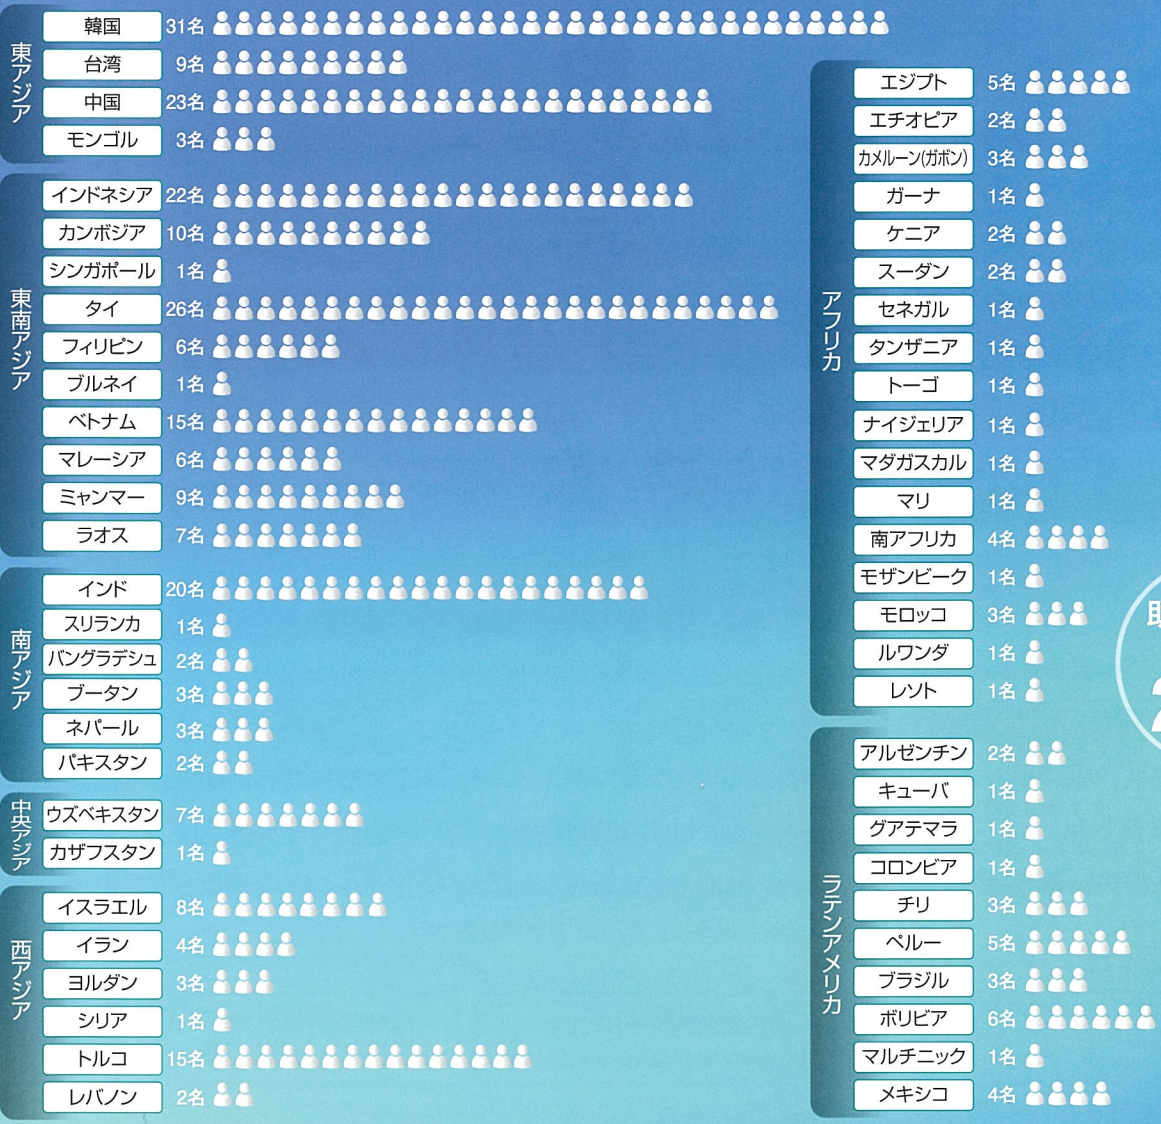 東アジア
韓国 31名
台湾 9名
中国 23名
モンゴル 3名
東南アジア
インドネシア 22名
カンボジア 10名
シンガポール 1名
タイ 26名
フィリピン 6名
ブルネイ 1名
ベトナム 15名
マレーシア 6名
ミャンマー 9名
ラオス 7名
南アジア
インド 20名
スリランカ 1名
バングラデシュ 2名
ブータン 3名
ネパール 3名
パキスタン 2名
中央アジア
ウズベキスタン 7名
カザフスタン 1名
西アジア
イスラエル 8名
イラン 4名
ヨルダン 3名
シリア 1名
トルコ 15名
レバノン 2名
アフリカ
エジプト 5名
エチオピア 2名
カメルーン(ガボン) 3名
ガーナ 1名
ケニア 2名
スーダン 2名
セネガル 1名
タンザニア 1名
トーゴ 1名
ナイジェリア 1名
マダガスカル 1名
マリ 1名
南アフリカ 4名
モザンビーク 1名
モロッコ 3名
ルワンダ 1名
レソト 1名
ラテンアメリカ
アルゼンチン 2名
キューバ 1名
グアテマラ 1名
コロンビア 1名
チリ 3名
ペルー 5名
ブラジル 3名
ボリビア 6名
マルチニック 1名
メキシコ 4名